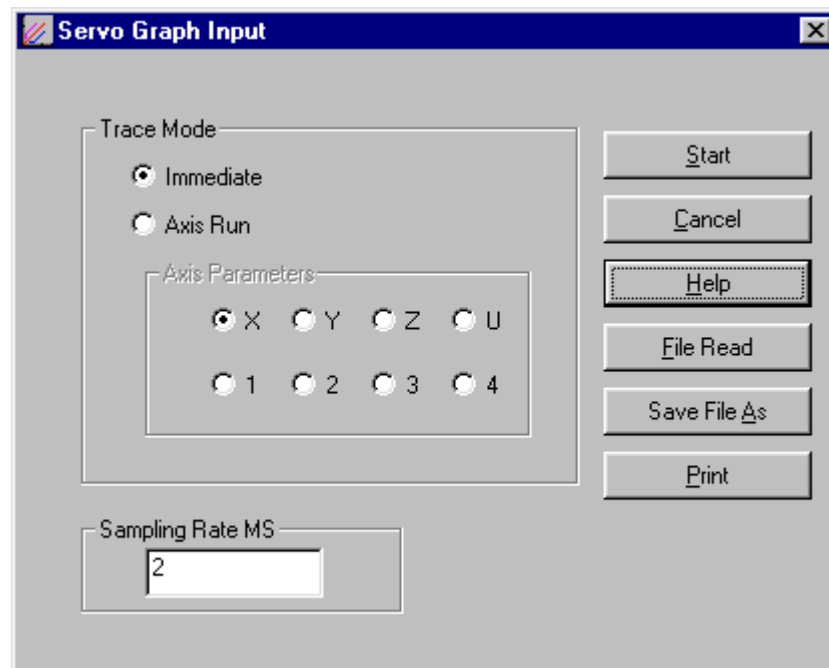 Servo Graph Input
Trace Mode
Immediate
Axis Run
Axis Parameters
X Y Z U
1 2 3 4
Start
Cancel
Help
File Read
Save File As
Print
Sampling Rate MS
2